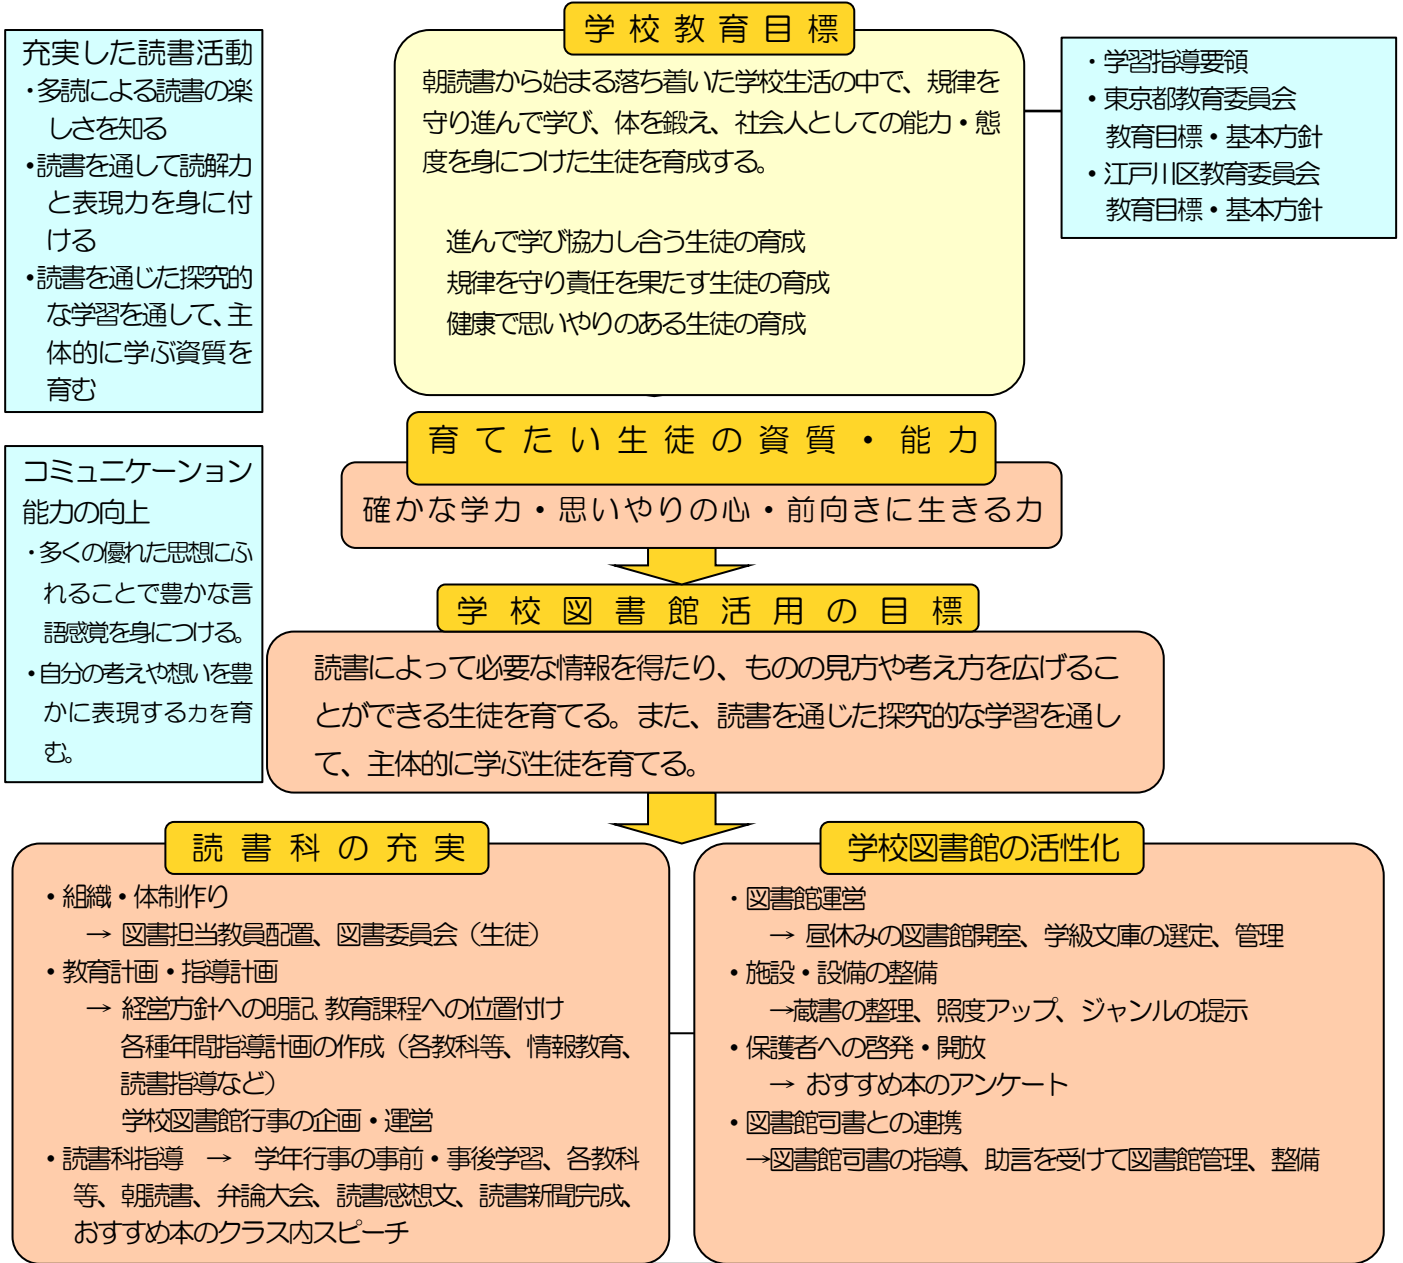 学校教育目標
朝読書から始まる落ち着いた学校生活の中で、規律を
守り進んで学び、体を鍛え、社会人としての能力・態
度を身につけた生徒を育成する。
進んで学び協力し合う生徒の育成
規律を守り責任を果たす生徒の育成
健康で思いやりのある生徒の育成
充実した読書活動
・多読による読書の楽
しさを知る
・読書を通して読解力
と表現力を身に付
ける
・読書を通じた探究的
な学習を通して、主
体的に学ぶ資質を
育む
・学習指導要領
・東京都教育委員会
教育目標・基本方針
・江戸川区教育委員会
教育目標・基本方針
育てたい生徒の資質・能力
確かな学力・思いやりの心・前向きに生きる力
コミュニケーション
能力の向上
・多くの優れた思想にふ
れることで豊かな言
語感覚を身につける。
・自分の考えや想いを豊
かに表現する力を育
む。
学校図書館活用の目標
読書によって必要な情報を得たり、ものの見方や考え方を広げるこ
とができる生徒を育てる。また、読書を通じた探究的な学習を通し
て、主体的に学ぶ生徒を育てる。
読書科の充実
・組織・体制作り
→ 図書担当教員配置、図書委員会（生徒）
・教育計画・指導計画
→ 経営方針への明記、教育課程への位置付け
各種年間指導計画の作成（各教科等、情報教育、
読書指導など）
学校図書館行事の企画・運営
・読書科指導 → 学年行事の事前・事後学習、各教科
等、朝読書、弁論大会、読書感想文、読書新聞完成、
おすすめ本のクラス内スピーチ
学校図書館の活性化
・図書館運営
→ 昼休みの図書館開室、学級文庫の選定、管理
・施設・設備の整備
→蔵書の整理、照度アップ、ジャンルの提示
・保護者への啓発・開放
→ おすすめ本のアンケート
・図書館司書との連携
→図書館司書の指導、助言を受けて図書館管理、整備